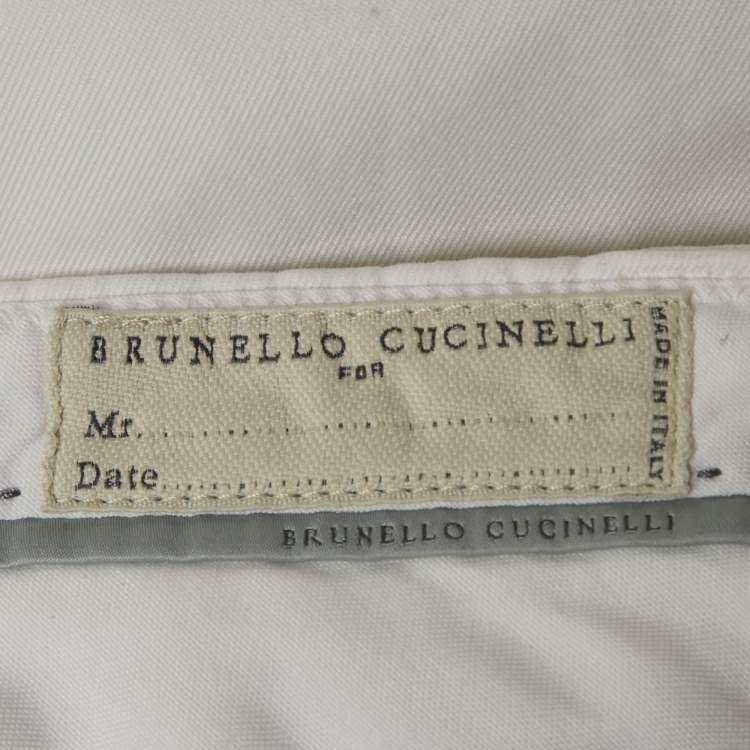 BRUNELLO CUCINELLI
FOR
Mr.
Date
MADE IN ITALY
BRUNELLO CUCINELLI